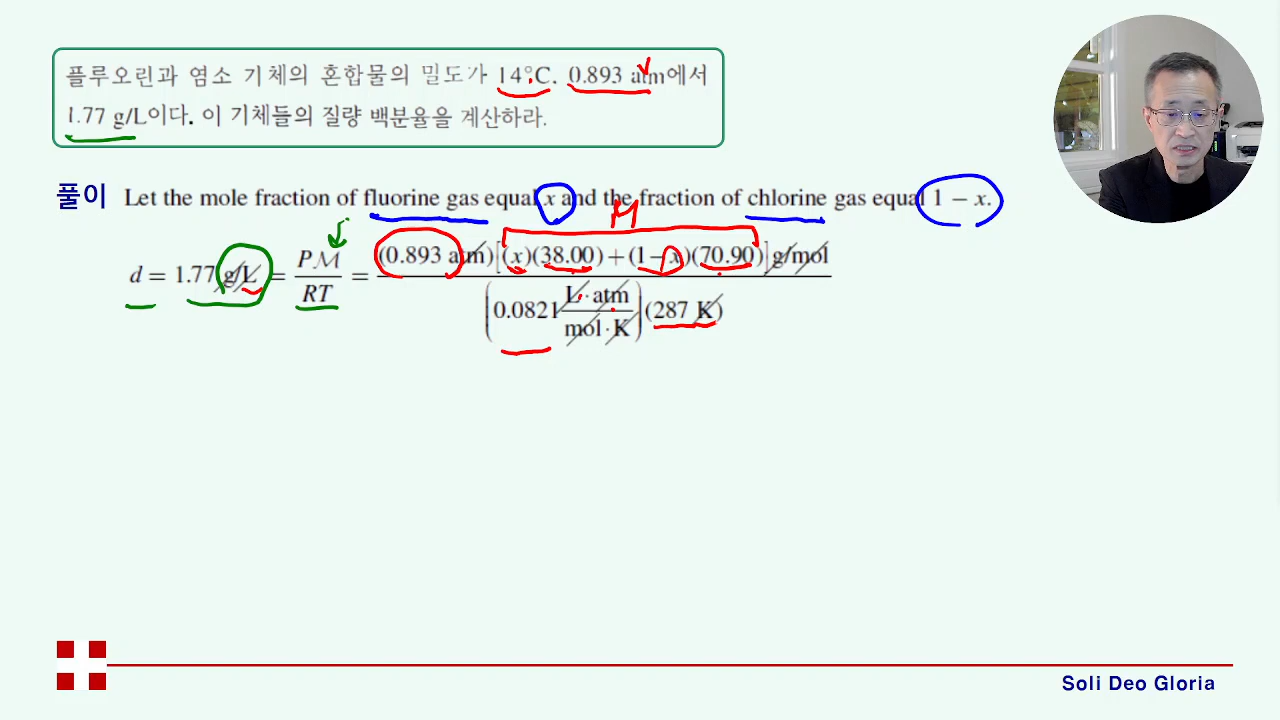 플루오린과 염소 기체의 혼합물의 밀도가 14°C. 0.893 atm에서
1.77 g/L이다. 이 기체들의 질량 백분율을 계산하라.
풀이 Let the mole fraction of fluorine gas equal x and the fraction of chlorine gas equal 1 − x.
M
d = 1.77 g/L = Pℳ/RT = (0.893 atm)[(x)(38.00) + (1 − x)(70.90)] g/mol / (0.0821 L · atm / mol · K)(287 K)
Soli Deo Gloria